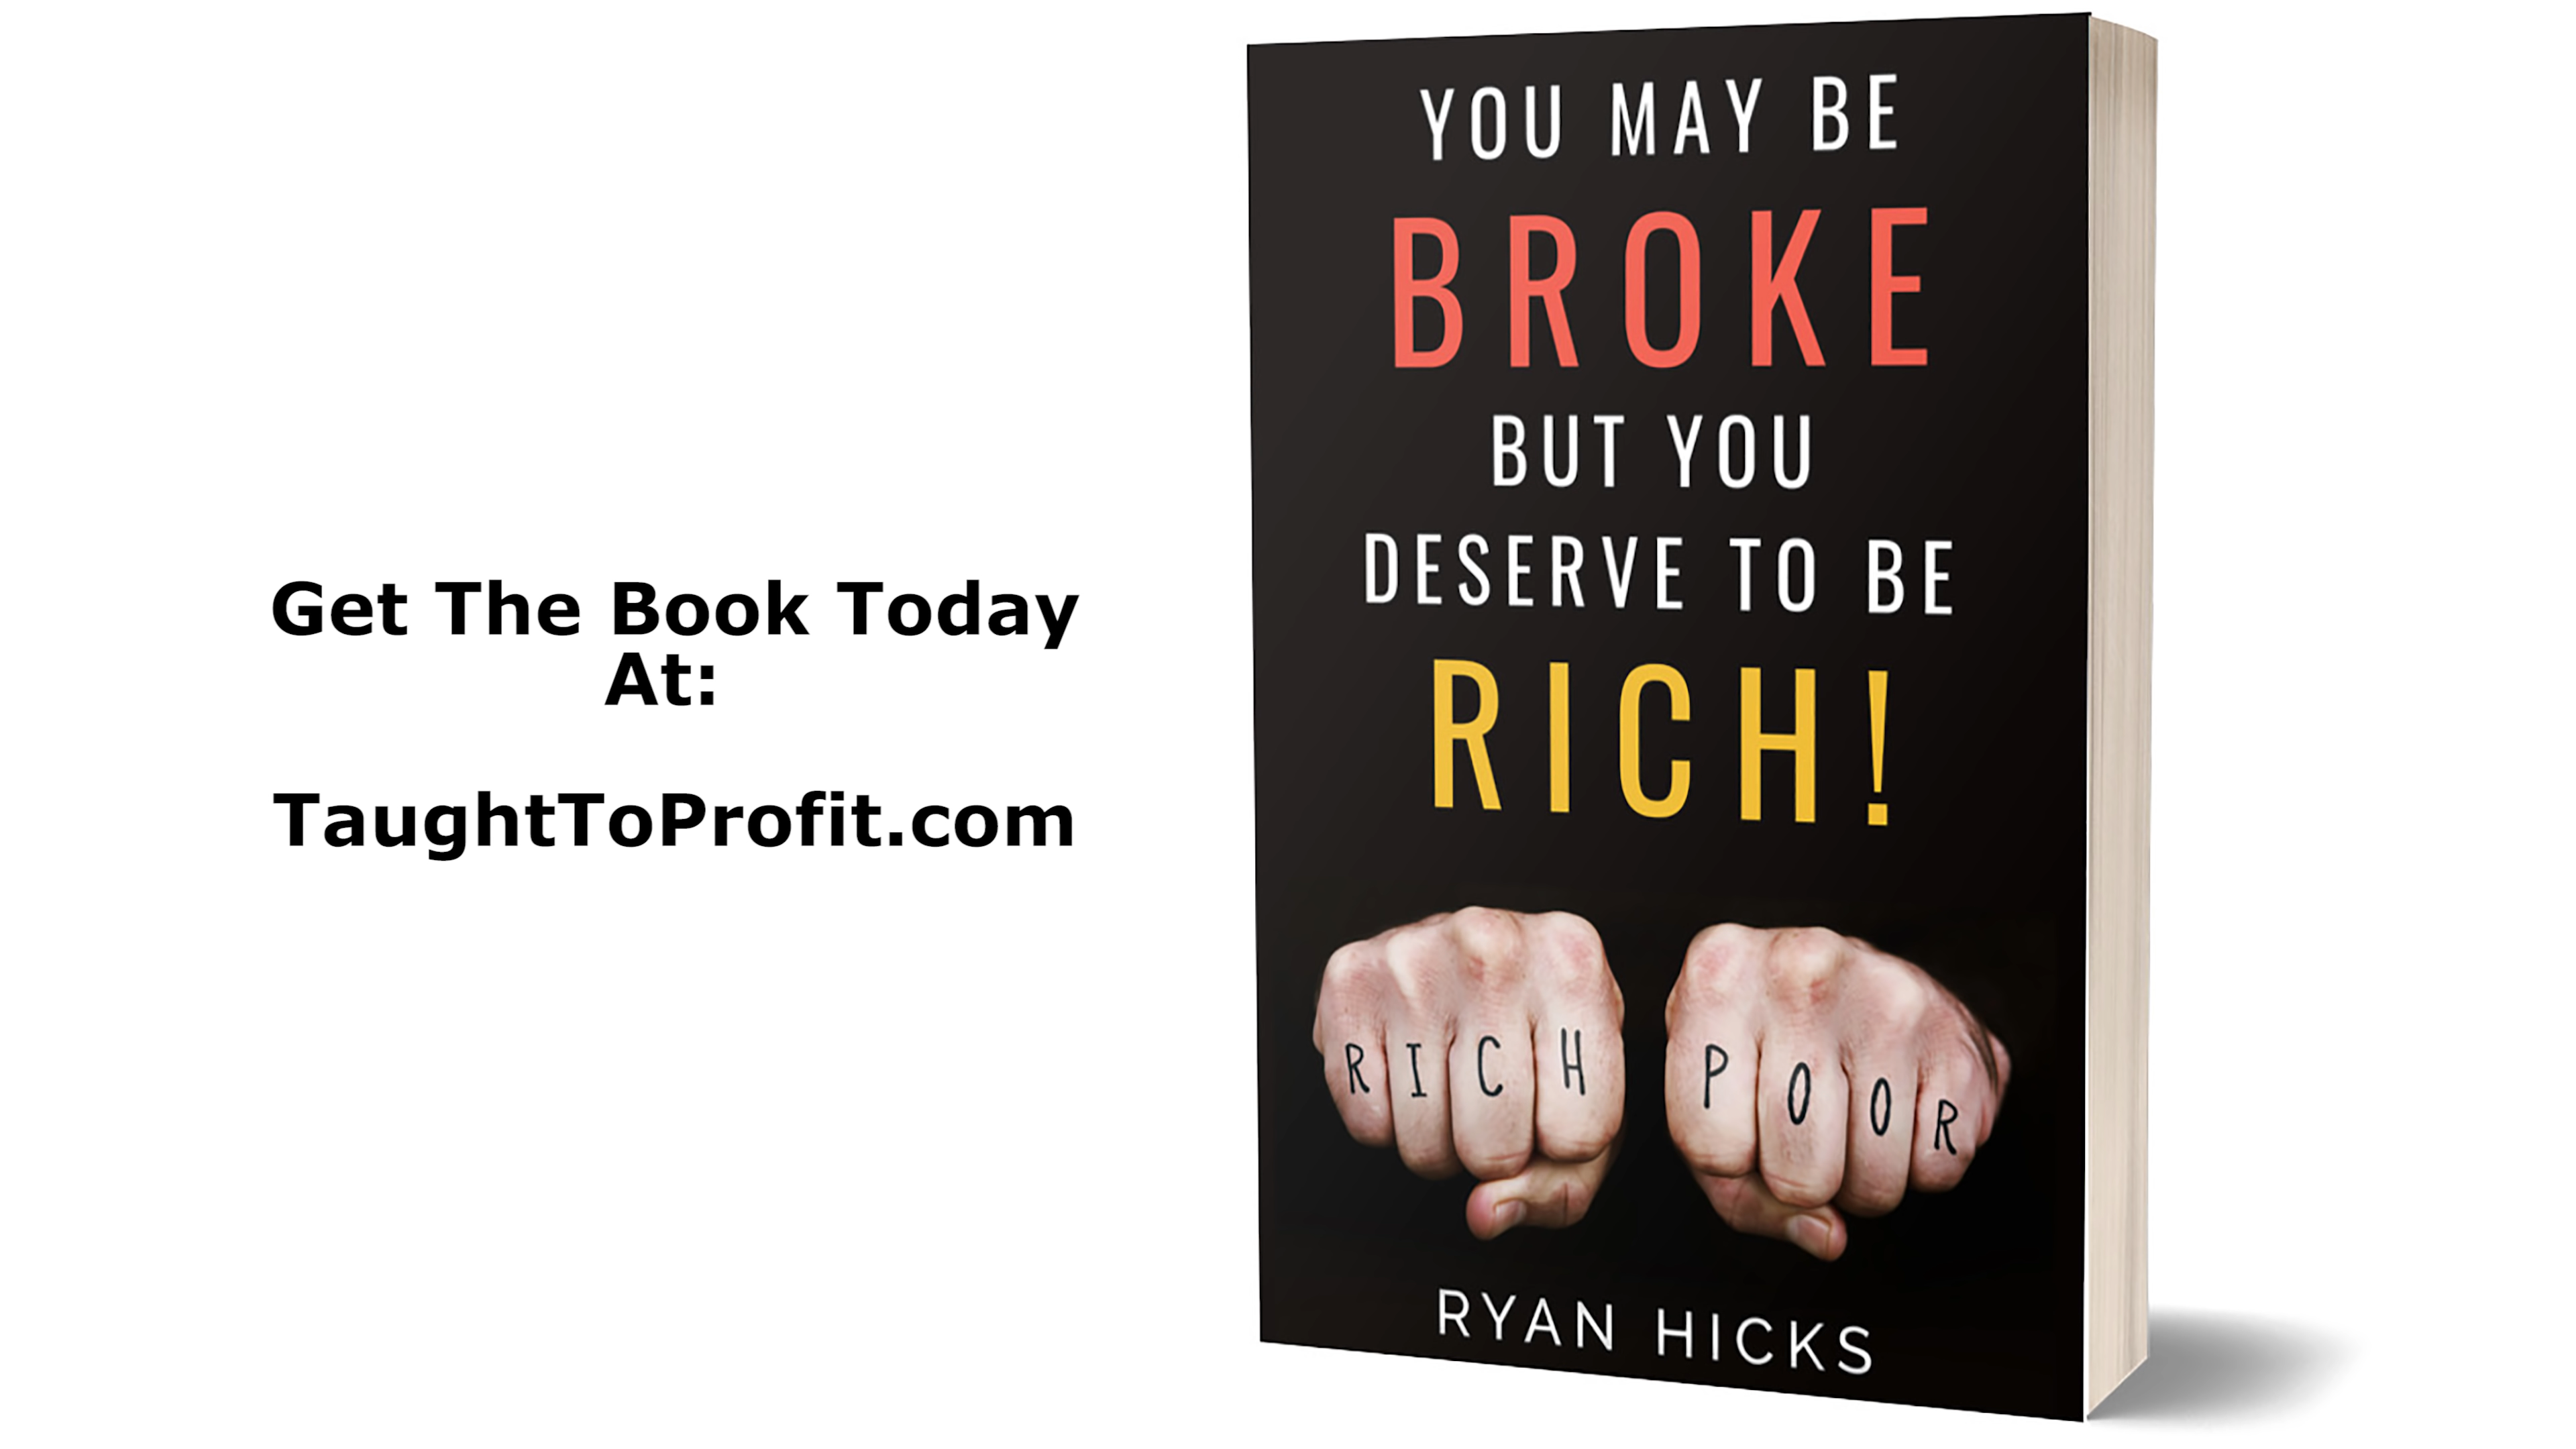 Get The Book Today
At:
TaughtToProfit.com
YOU MAY BE
BROKE
BUT YOU
DESERVE TO BE
RICH!
RICH POOR
RYAN HICKS